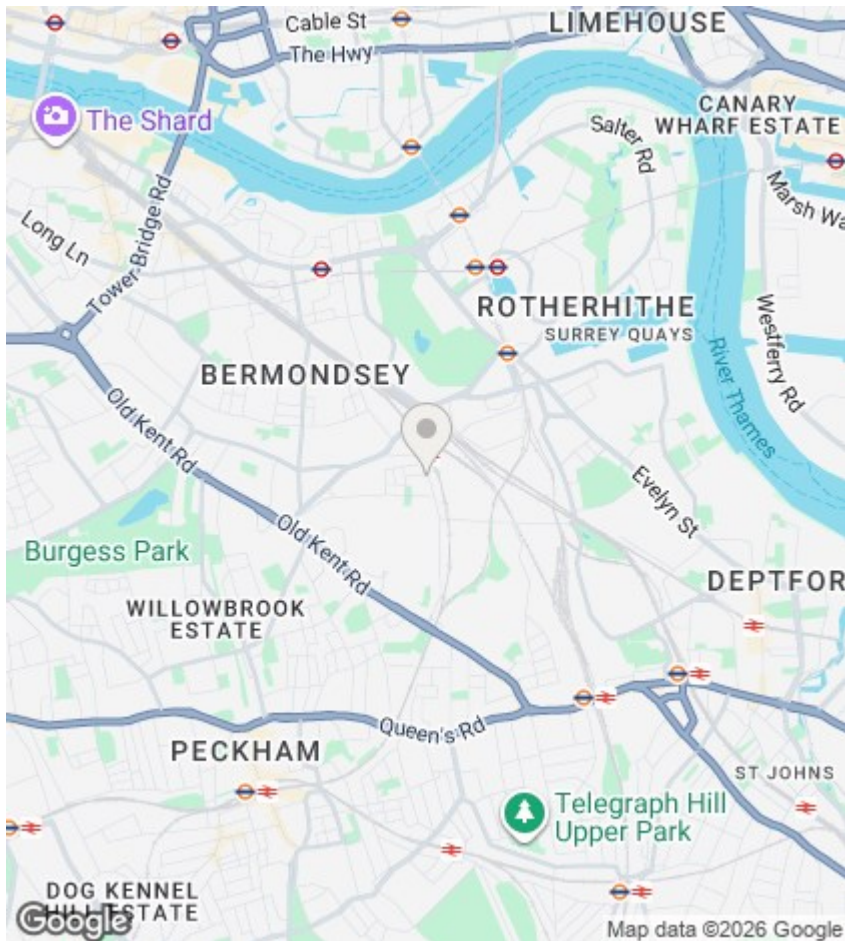 Cable St
LIMEHOUSE
The Hwy
CANARY
WHARF ESTATE
The Shard
Salter Rd
Marsh Wa
Long Ln
Tower Bridge Rd
ROTHERHITHE
SURREY QUAYS
Westferry Rd
River Thames
BERMONDSEY
Old Kent Rd
Evelyn St
Old Kent Rd
Burgess Park
DEPTFOR
WILLOWBROOK
ESTATE
Queen's Rd
PECKHAM
ST JOHNS
Telegraph Hill
Upper Park
DOG KENNEL
HILL ESTATE
Google
Map data ©2026 Google